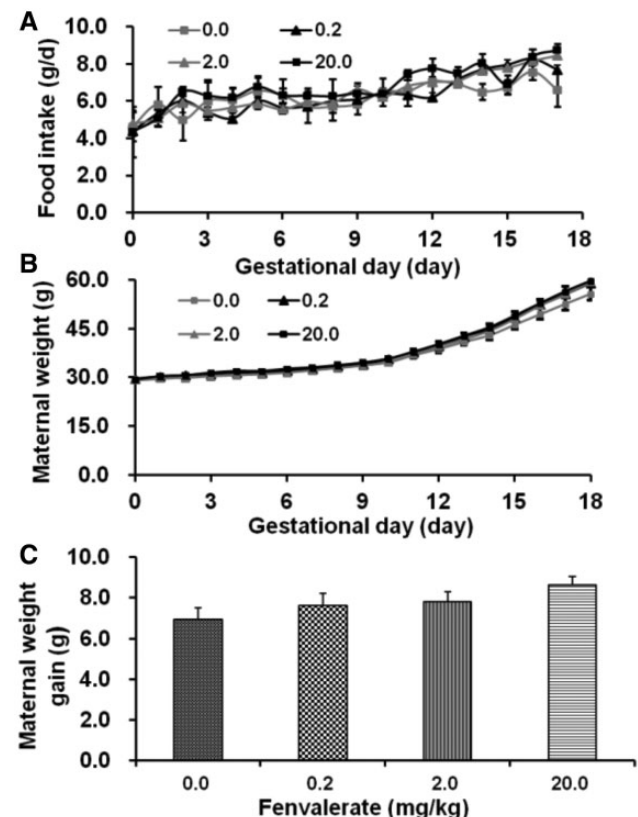 A
Food intake (g/d)
10.0
8.0
6.0
4.0
2.0
0.0
0.0 0.2
2.0 20.0
0 3 6 9 12 15 18
Gestational day (day)
B
Maternal weight (g)
60.0
45.0
30.0
15.0
0.0
0.0 0.2
2.0 20.0
0 3 6 9 12 15 18
Gestational day (day)
C
Maternal weight
gain (g)
10.0
8.0
6.0
4.0
2.0
0.0
0.0 0.2 2.0 20.0
Fenvalerate (mg/kg)